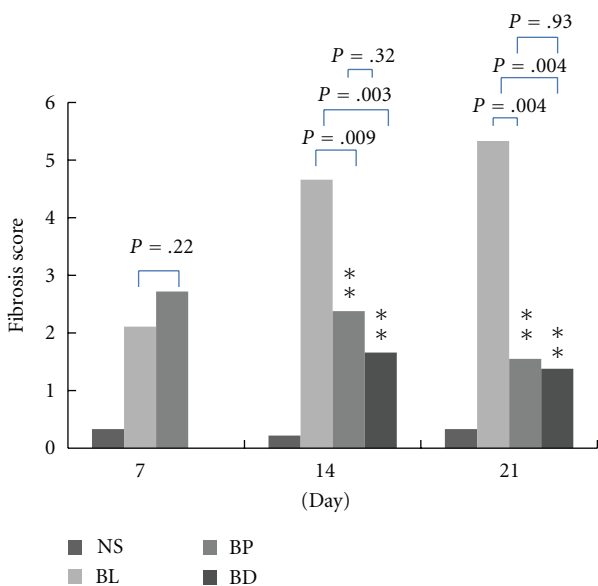 P = .93
P = .32
P = .004
P = .003
P = .004
P = .009
P = .22
* *
* *
* *
* *
Fibrosis score
6
5
4
3
2
1
0
7
14
21
(Day)
NS
BP
BL
BD